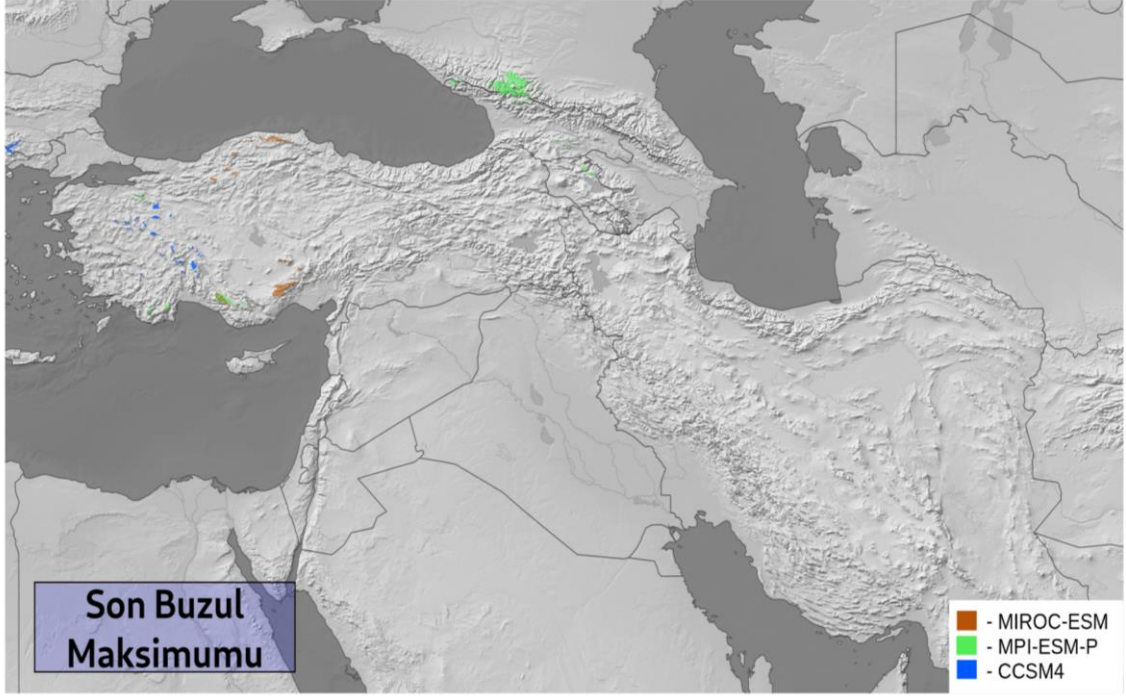 Son Buzul
Maksimumu
- MIROC-ESM
- MPI-ESM-P
- CCSM4